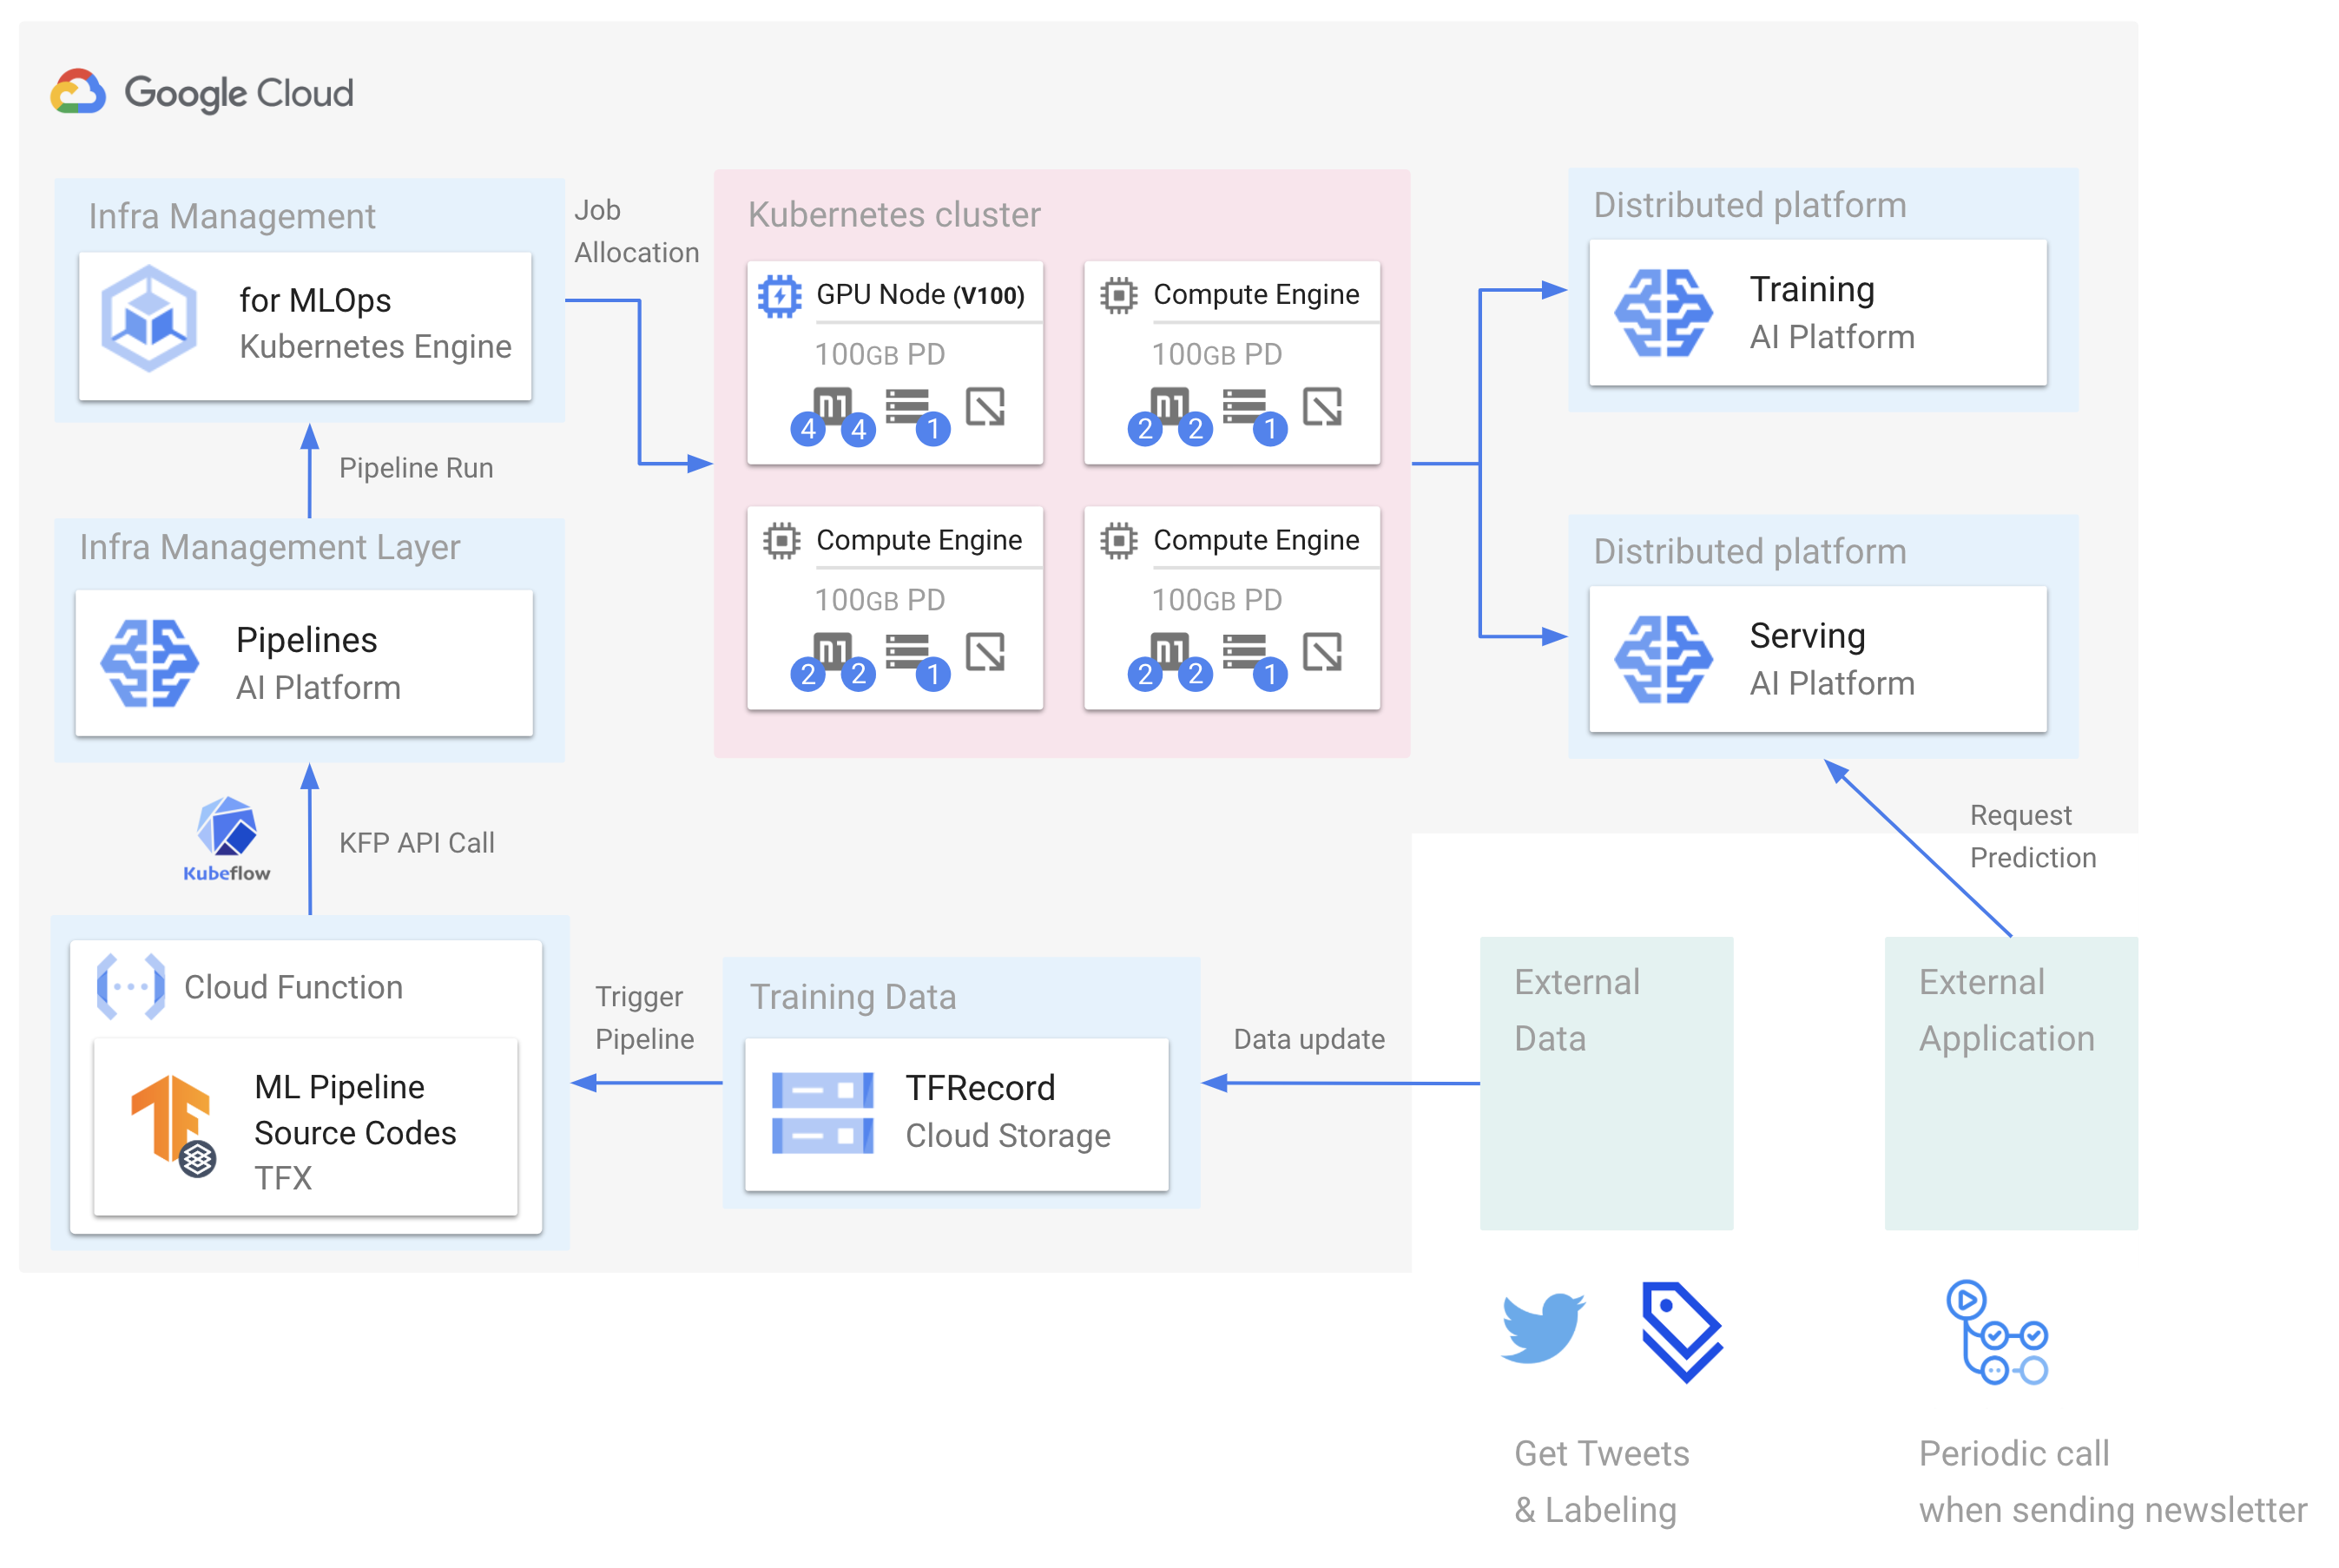 Google Cloud
Infra Management
for MLOps
Kubernetes Engine
Job
Allocation
Kubernetes cluster
GPU Node (V100)
100GB PD
4 4 1
Compute Engine
100GB PD
2 2 1
Compute Engine
100GB PD
2 2 1
Compute Engine
100GB PD
2 2 1
Distributed platform
Training
AI Platform
Distributed platform
Serving
AI Platform
Pipeline Run
Infra Management Layer
Pipelines
AI Platform
Kubeflow
KFP API Call
Request
Prediction
Cloud Function
ML Pipeline
Source Codes
TFX
Trigger
Pipeline
Training Data
TFRecord
Cloud Storage
Data update
External
Data
External
Application
Get Tweets
& Labeling
Periodic call
when sending newsletter